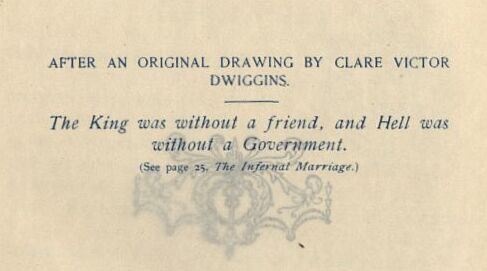 AFTER AN ORIGINAL DRAWING BY CLARE VICTOR
DWIGGINS.
The King was without a friend, and Hell was
without a Government.
(See page 25, The Infernal Marriage.)